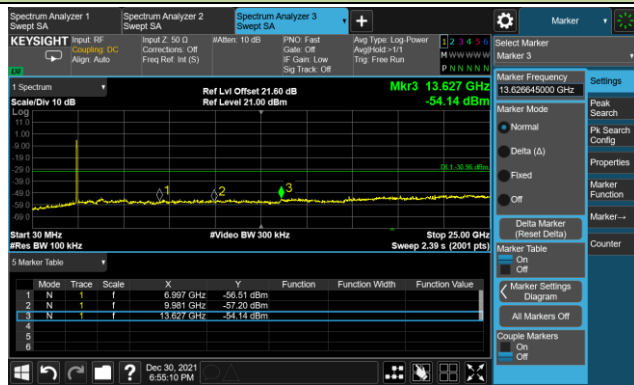 Spectrum Analyzer 1
Swept SA
Spectrum Analyzer 2
Swept SA
Spectrum Analyzer 3
Swept SA
Marker
KEYSIGHT
Input: RF
Coupling: DC
Align: Auto
Input Z: 50 Ω
Corrections: Off
Freq Ref: Int (S)
#Atten: 10 dB
PNO: Fast
Gate: Off
IF Gain: Low
Sig Track: Off
Avg Type: Log-Power
Avg|Hold:>1/1
Trig: Free Run
1 2 3 4 5 6
M W W W W W
P N N N N N
Select Marker
Marker 3
1 Spectrum
Scale/Div 10 dB
Ref Lvl Offset 21.60 dB
Ref Level 21.00 dBm
Mkr3 13.627 GHz
-54.14 dBm
Log
11.0
1.00
-9.00
-19.0
-29.0
-39.0
-49.0
-59.0
-69.0
DL1 -30.96 dBm
1
2
3
Start 30 MHz
#Res BW 100 kHz
#Video BW 300 kHz
Stop 25.00 GHz
Sweep 2.39 s (2001 pts)
5 Marker Table
Mode Trace Scale X Y Function Function Width Function Value
1 N 1 f 6.997 GHz -56.51 dBm
2 N 1 f 9.981 GHz -57.20 dBm
3 N 1 f 13.627 GHz -54.14 dBm
4
5
6
Marker Frequency
13.626645000 GHz
Marker Mode
Normal
Delta (Δ)
Fixed
Off
Delta Marker
(Reset Delta)
Marker Table
On
Off
Marker Settings
Diagram
All Markers Off
Couple Markers
On
Off
Settings
Peak
Search
Pk Search
Config
Properties
Marker
Function
Marker→
Counter
?
Dec 30, 2021
6:55:10 PM